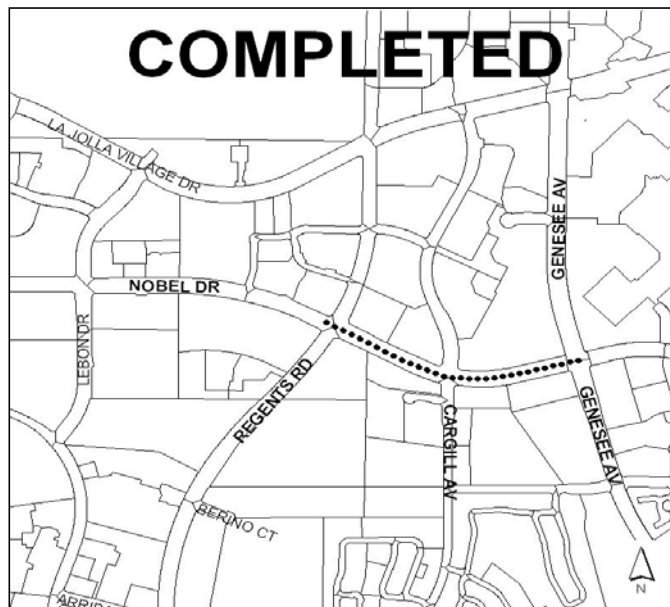 COMPLETED
LA JOLLA VILLAGE DR
GENESEE AV
NOBEL DR
LEBON DR
REGENTS RD
CARGILL AV
GENESEE AV
BERINO CT
N